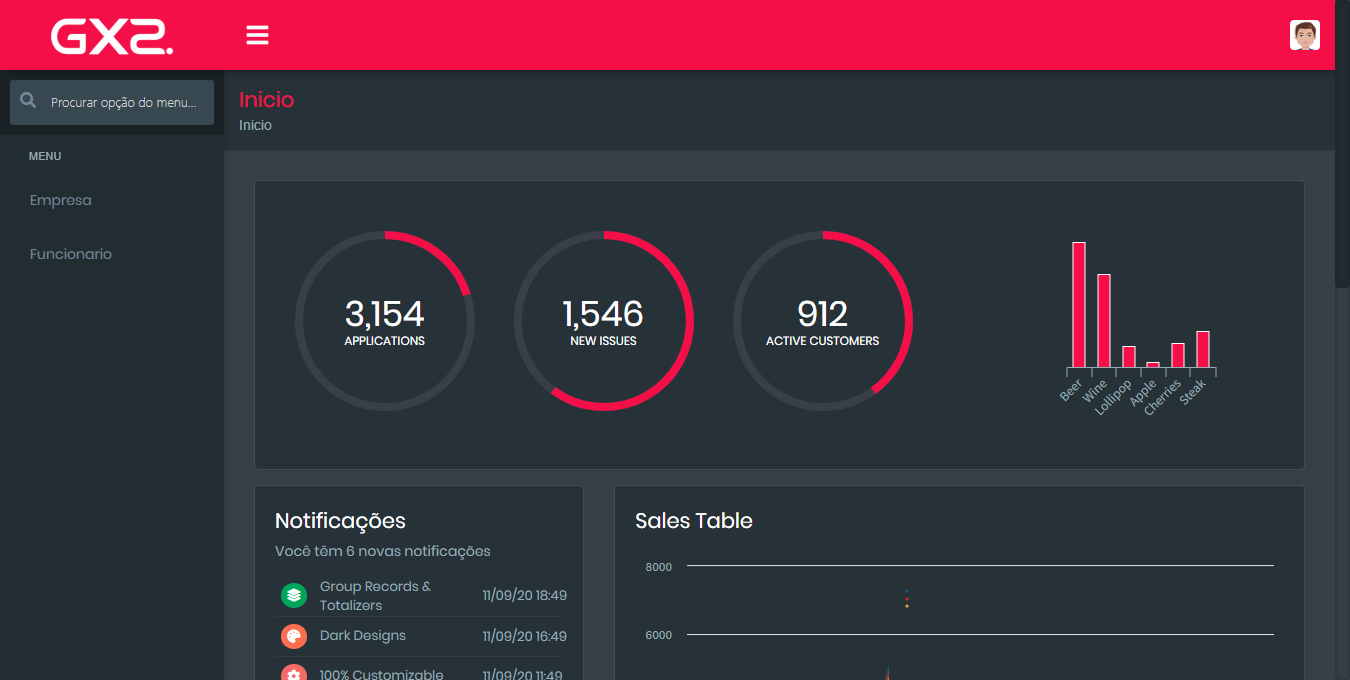 GX2.
Procurar opção do menu...
Inicio
Inicio
MENU
Empresa
Funcionario
3,154
APPLICATIONS
1,546
NEW ISSUES
912
ACTIVE CUSTOMERS
Beer
Wine
Lollipop
Apple
Cherries
Steak
Notificações
Você têm 6 novas notificações
Group Records &
Totalizers
11/09/20 18:49
Dark Designs
11/09/20 16:49
100% Customizable
11/09/20 11:49
Sales Table
8000
6000